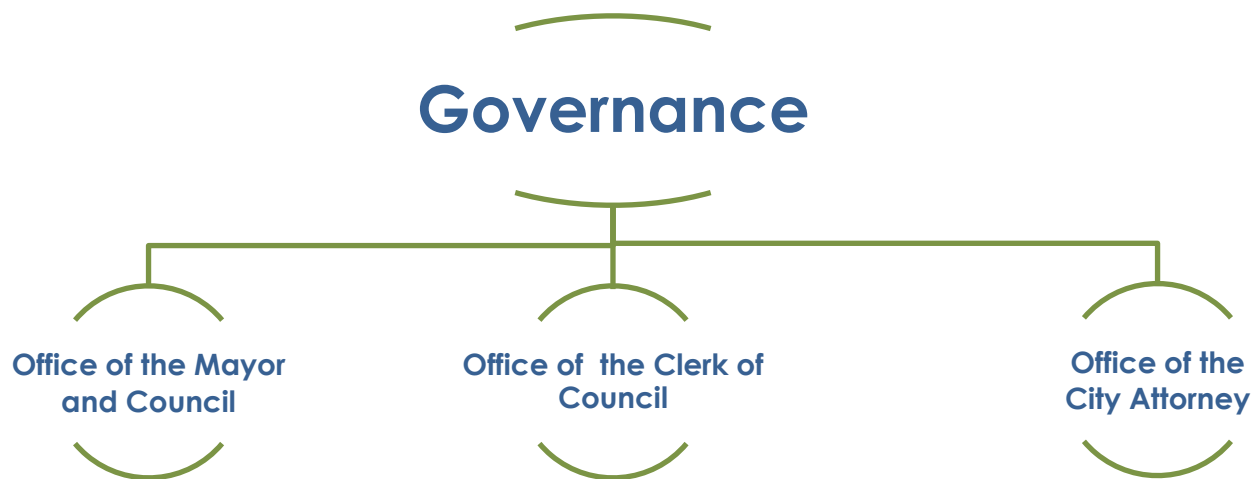 Governance
Office of the Mayor
and Council
Office of the Clerk of
Council
Office of the
City Attorney